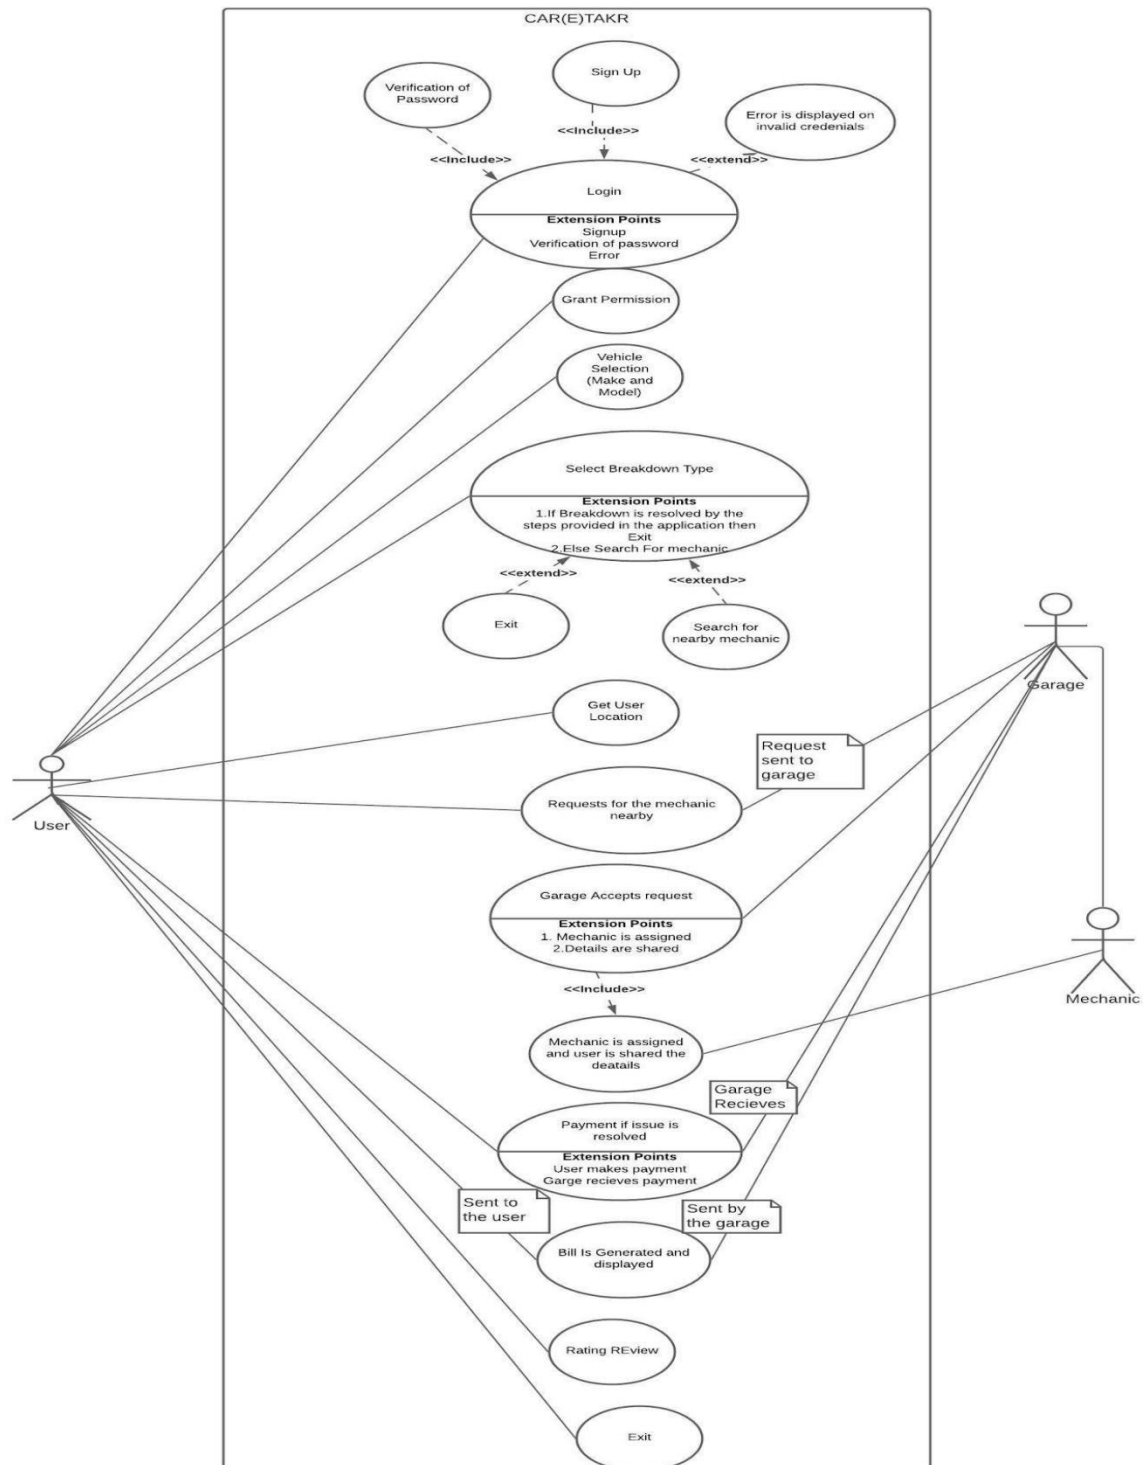 CAR(E)TAKR
Sign Up
Verification of
Password
Error is displayed on
invalid credenials
<<Include>>
<<Include>>
<<extend>>
Login
Extension Points
Signup
Verification of password
Error
Grant Permission
Vehicle
Selection
(Make and
Model)
Select Breakdown Type
Extension Points
1.If Breakdown is resolved by the
steps provided in the application then
Exit
2.Else Search For mechanic
<<extend>>
<<extend>>
Exit
Search for
nearby mechanic
Garage
Get User
Location
Request
sent to
garage
Requests for the mechanic
nearby
User
Garage Accepts request
Extension Points
1. Mechanic is assigned
2.Details are shared
<<Include>>
Mechanic
Mechanic is assigned
and user is shared the
deatails
Garage
Recieves
Payment if issue is
resolved
Extension Points
User makes payment
Garge recieves payment
Sent to
the user
Sent by
the garage
Bill Is Generated and
displayed
Rating REview
Exit